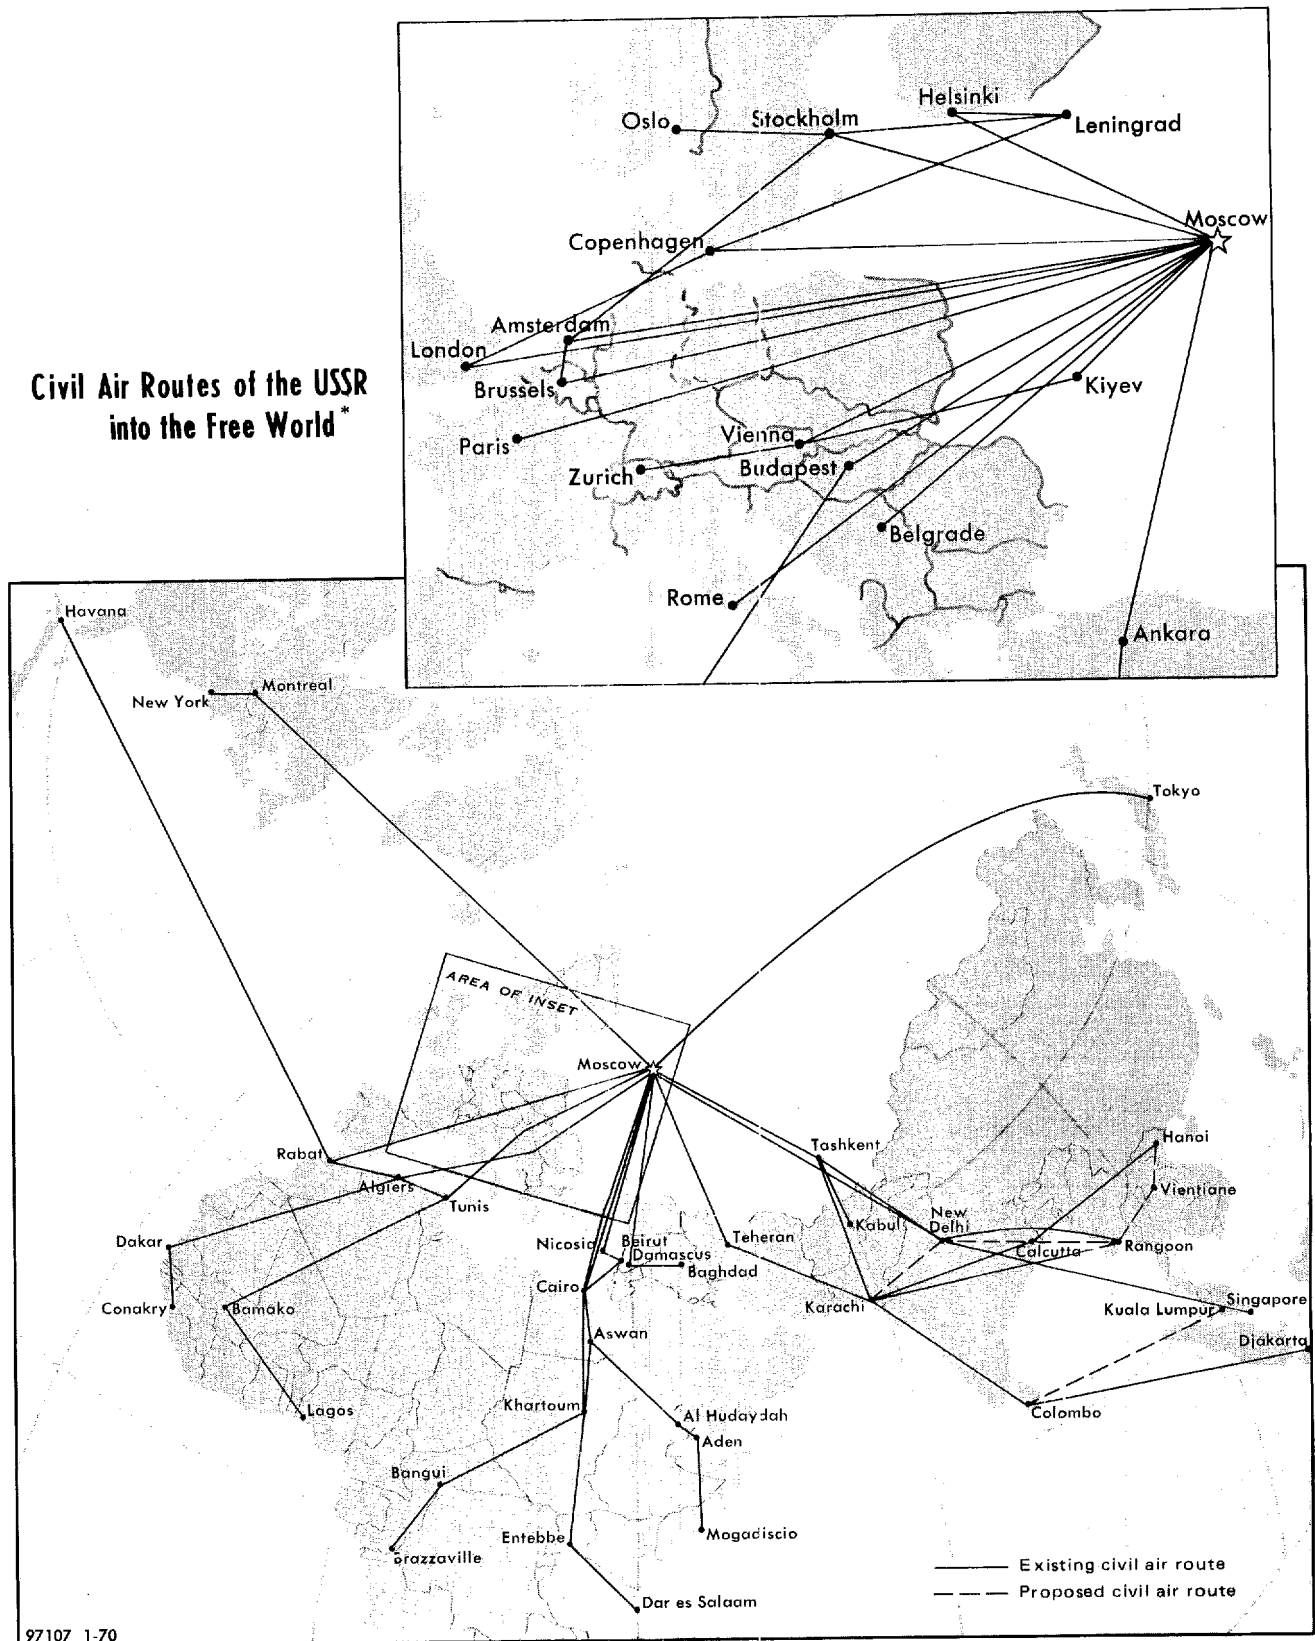 Helsinki
Oslo
Stockholm
Leningrad
Moscow
Copenhagen
Amsterdam
London
Brussels
Kiyev
Civil Air Routes of the USSR
into the Free World*
Paris
Vienna
Zurich
Budapest
Belgrade
Rome
Ankara
Havana
New York
Montreal
Tokyo
AREA OF INSET
Moscow
Rabat
Algiers
Tunis
Tashkent
Hanoi
Vientiane
Kabul
New
Delhi
Calcutta
Rangoon
Dakar
Nicosia
Beirut
Damascus
Baghdad
Teheran
Cairo
Karachi
Conakry
Bamako
Kuala Lumpur
Singapore
Djakarta
Aswan
Colombo
Lagos
Khartoum
Al Hudaydah
Aden
Bangui
Entebbe
Mogadiscio
Brazzaville
Dar es Salaam
Existing civil air route
Proposed civil air route
97107 1-70